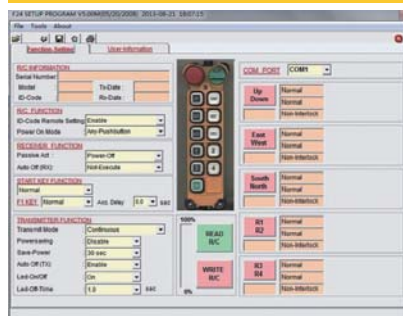 F24 SETUP PROGRAM V5.00M(05/20/2008) 2013-08-21 18:07:15
File Tools About
Function Setting User Information
R/C INFORMATION
Serial Number
Model Tx-Date :
ID-Code Rx-Date :
R/C FUNCTION
ID-Code Remote Setting Enable
Power On Mode Any Pushbutton
RECEIVER FUNCTION
Passive Act : Power-Off
Auto Off (RX) Not-Execute
START KEY FUNCTION
Normal
F1 KEY Normal Acc. Delay 0.0 sec
TRANSMITTER FUNCTION
Transmit Mode Continuous
Powersaving Disable
Save-Power 30 sec
Auto Off (TX) Enable
Led-On/Off On
Led-Off-Time 1.0 sec
100%
READ
R/C
WRITE
R/C
0%
COM PORT COM1
Up
Down
Normal
Normal
Non-Interlock
East
West
Normal
Normal
Non-Interlock
South
North
Normal
Normal
Non-Interlock
R1
R2
Normal
Normal
Non-Interlock
R3
R4
Normal
Normal
Non-Interlock